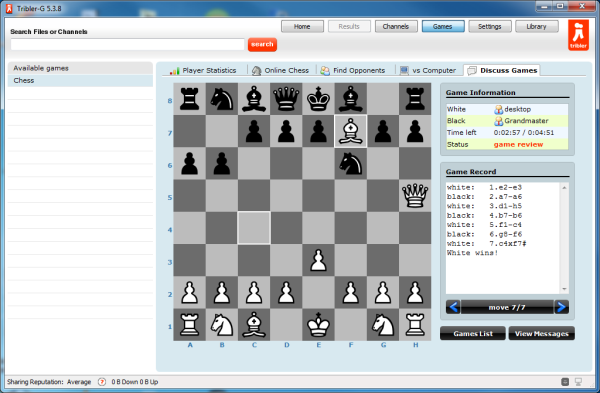 Tribler-G 5.3.8
Search Files or Channels
search
Home Results Channels Games Settings Library
tribler
Available games
Chess
Player Statistics Online Chess Find Opponents vs Computer Discuss Games
8
7
6
5
4
3
2
1
A B C D E F G H
Game Information
White desktop
Black Grandmaster
Time left 0:02:57 / 0:04:51
Status game review
Game Record
white: 1.e2-e3
black: 2.a7-a6
white: 3.d1-h5
black: 4.b7-b6
white: 5.f1-c4
black: 6.g8-f6
white: 7.c4xf7#
White wins!
move 7/7
Games List View Messages
Sharing Reputation: Average ? 0 B Down 0 B Up